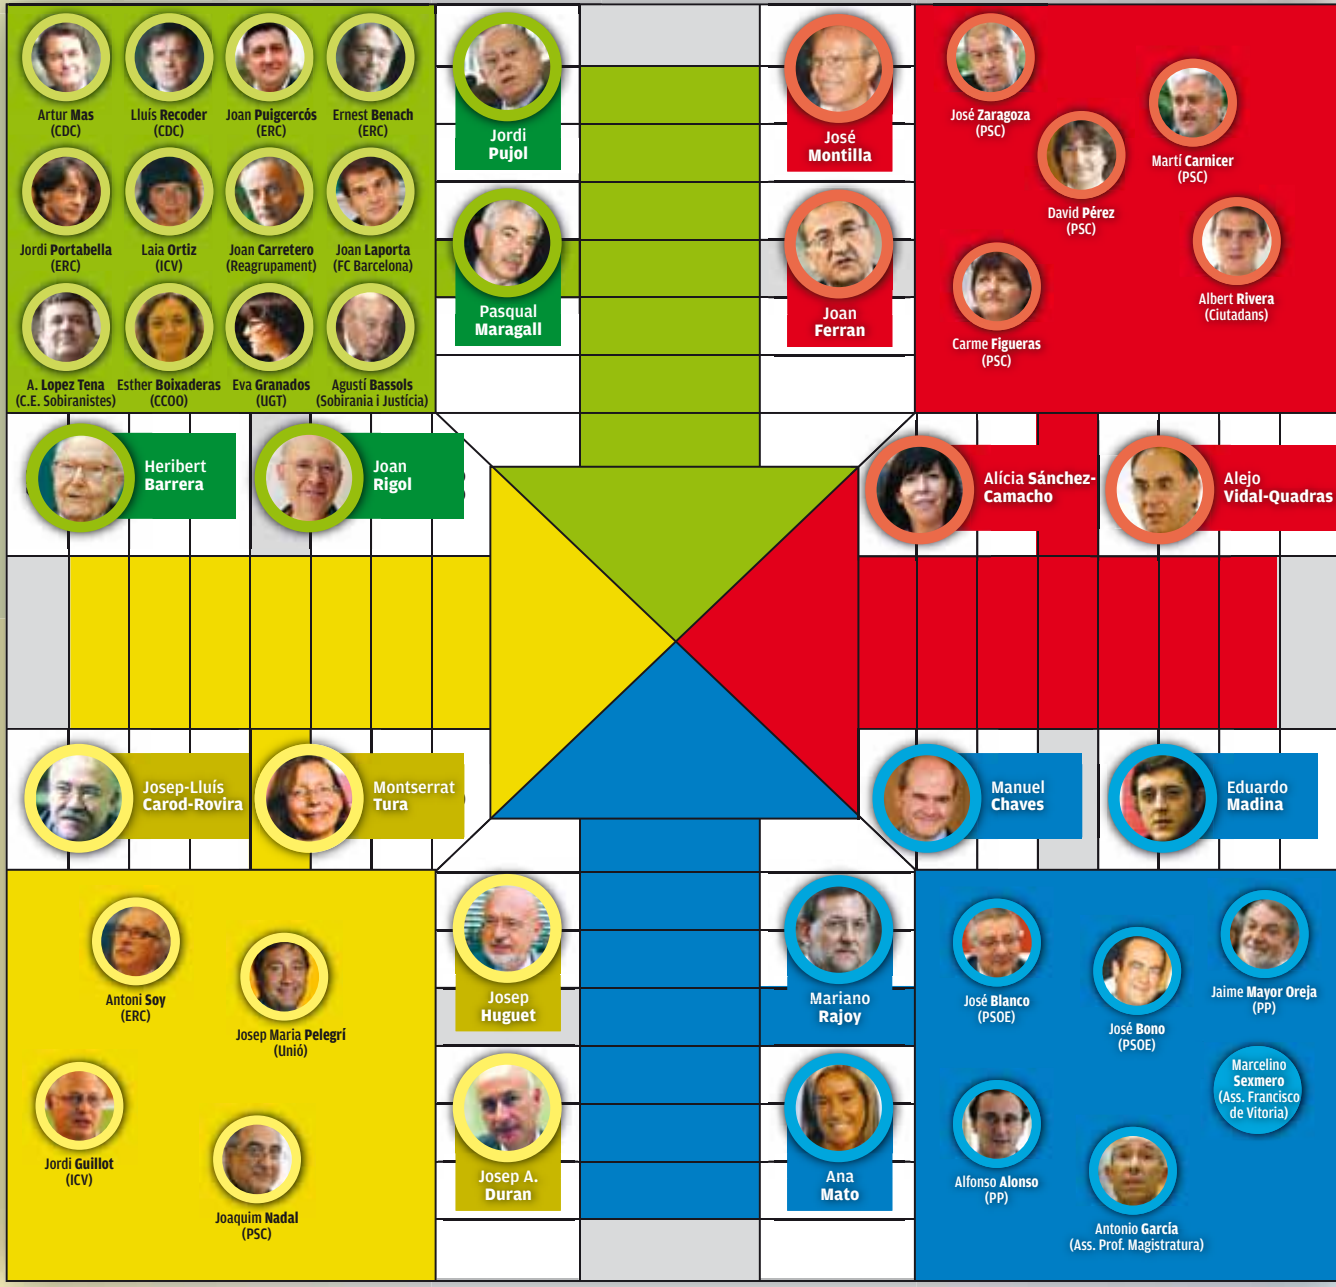 Artur Mas
(CDC)
Lluís Recoder
(CDC)
Joan Puigcercós
(ERC)
Ernest Benach
(ERC)
Jordi Portabella
(ERC)
Laia Ortiz
(ICV)
Joan Carretero
(Reagrupament)
Joan Laporta
(FC Barcelona)
A. Lopez Tena
(C.E. Sobiranistes)
Esther Boixaderas
(CCOO)
Eva Granados
(UGT)
Agustí Bassols
(Sobirania i Justícia)
Jordi
Pujol
Pasqual
Maragall
José
Montilla
Joan
Ferran
José Zaragoza
(PSC)
David Pérez
(PSC)
Martí Carnicer
(PSC)
Albert Rivera
(Ciutadans)
Carme Figueras
(PSC)
Heribert
Barrera
Joan
Rigol
Alícia Sánchez-
Camacho
Alejo
Vidal-Quadras
Josep-Lluís
Carod-Rovira
Montserrat
Tura
Manuel
Chaves
Eduardo
Madina
Antoni Soy
(ERC)
Josep Maria Pelegrí
(Unió)
Jordi Guillot
(ICV)
Joaquim Nadal
(PSC)
Josep
Huguet
Josep A.
Duran
Mariano
Rajoy
Ana
Mato
José Blanco
(PSOE)
José Bono
(PSOE)
Jaime Mayor Oreja
(PP)
Marcelino
Sexmero
(Ass. Francisco
de Vitoria)
Alfonso Alonso
(PP)
Antonio García
(Ass. Prof. Magistratura)